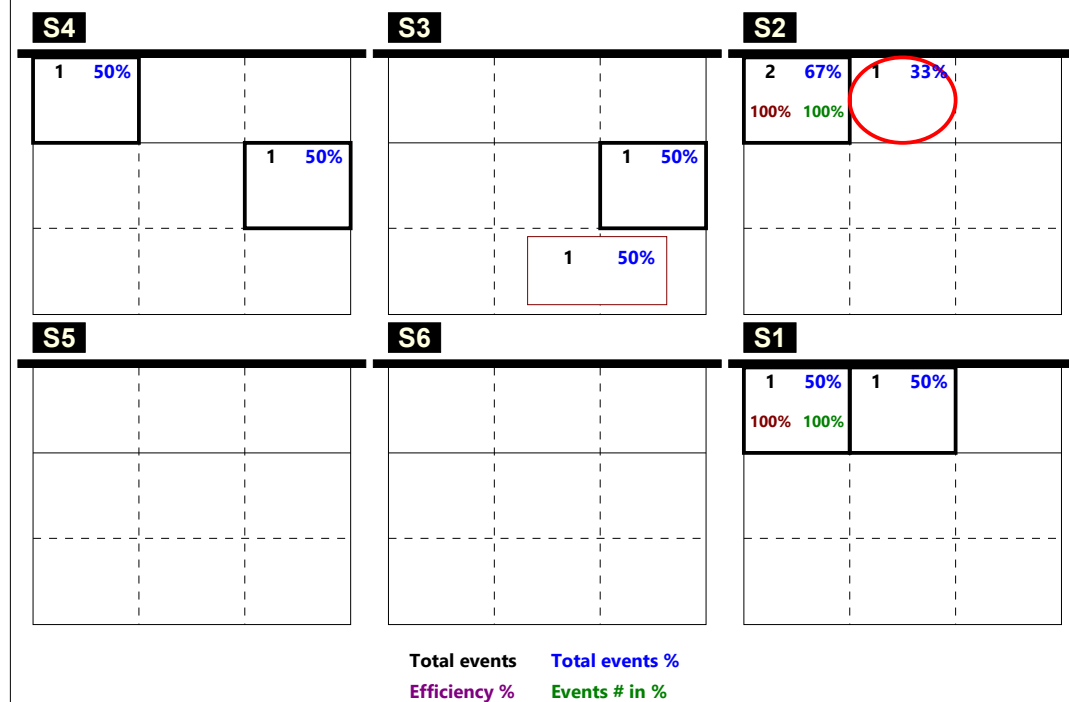 S4 S3 S2
1 50% 2 67% 1 33%
100% 100%
1 50% 1 50%
1 50%
S5 S6 S1
1 50% 1 50%
100% 100%
Total events Total events %
Efficiency % Events # in %